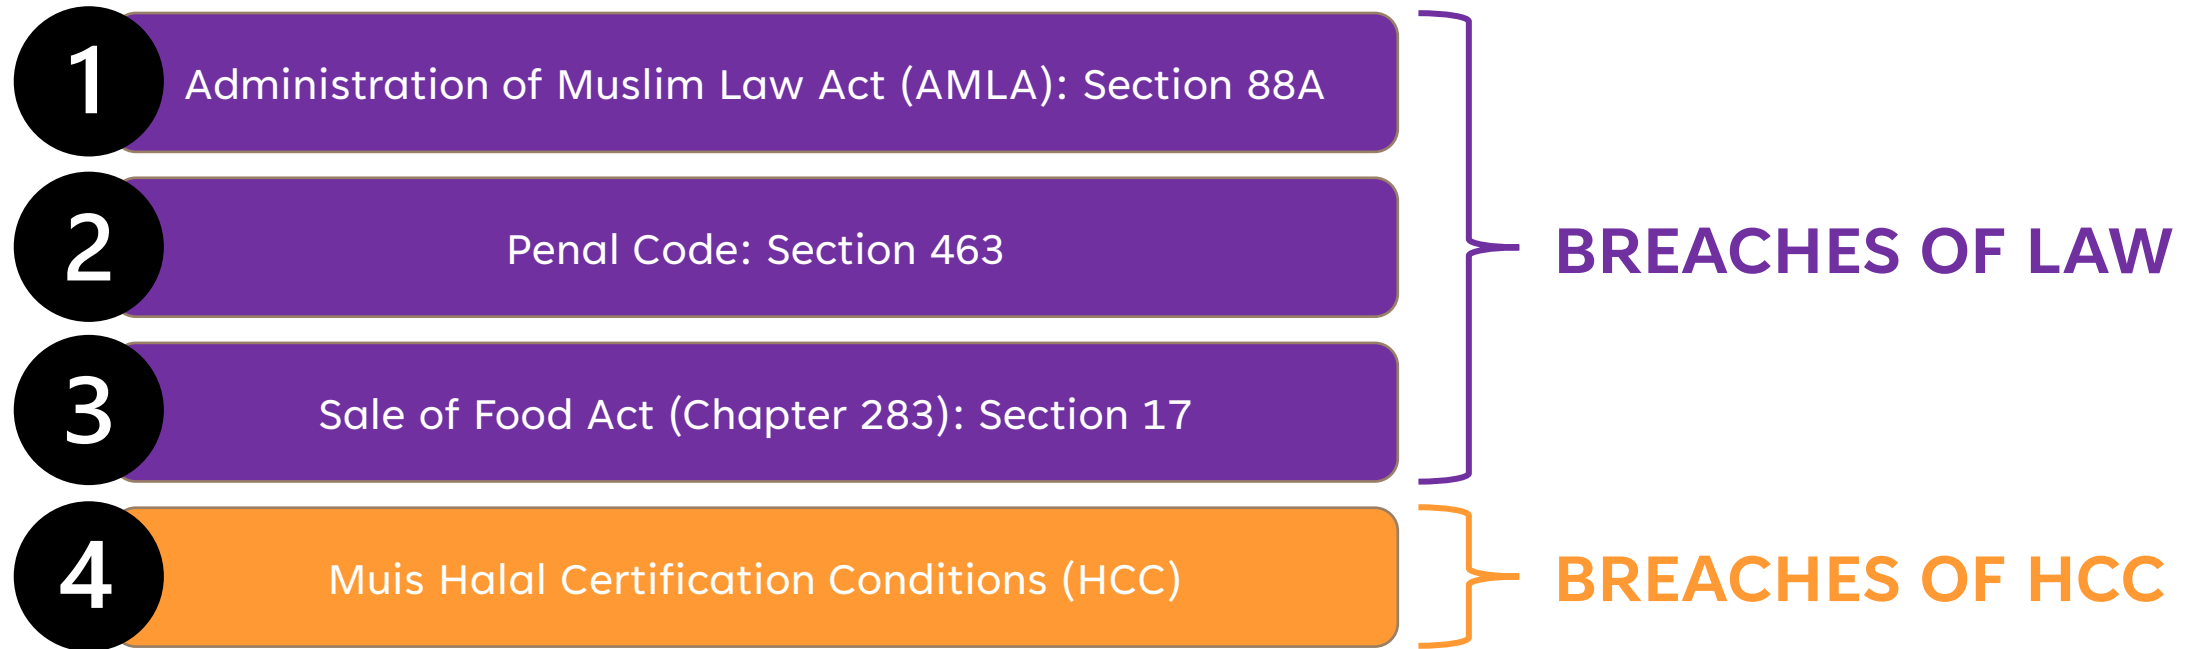 1
Administration of Muslim Law Act (AMLA): Section 88A
2
Penal Code: Section 463
3
Sale of Food Act (Chapter 283): Section 17
BREACHES OF LAW
4
Muis Halal Certification Conditions (HCC)
BREACHES OF HCC